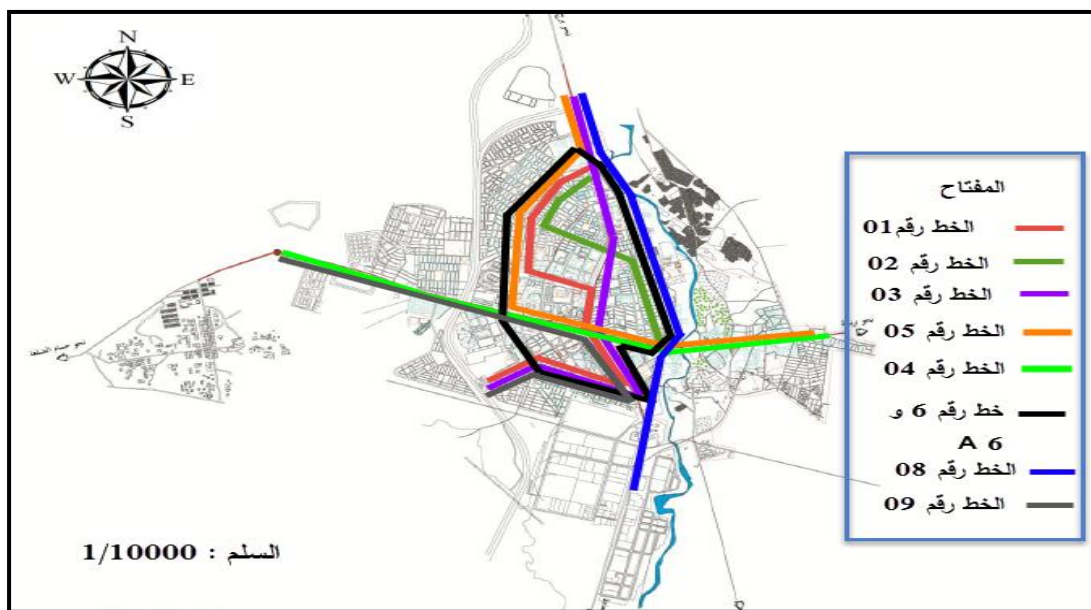 N
W E
S
المفتاح
الخط رقم01
الخط رقم 02
الخط رقم 03
الخط رقم 05
الخط رقم 04
خط رقم 6 و
A 6
الخط رقم 08
الخط رقم 09
السلم : 1/10000